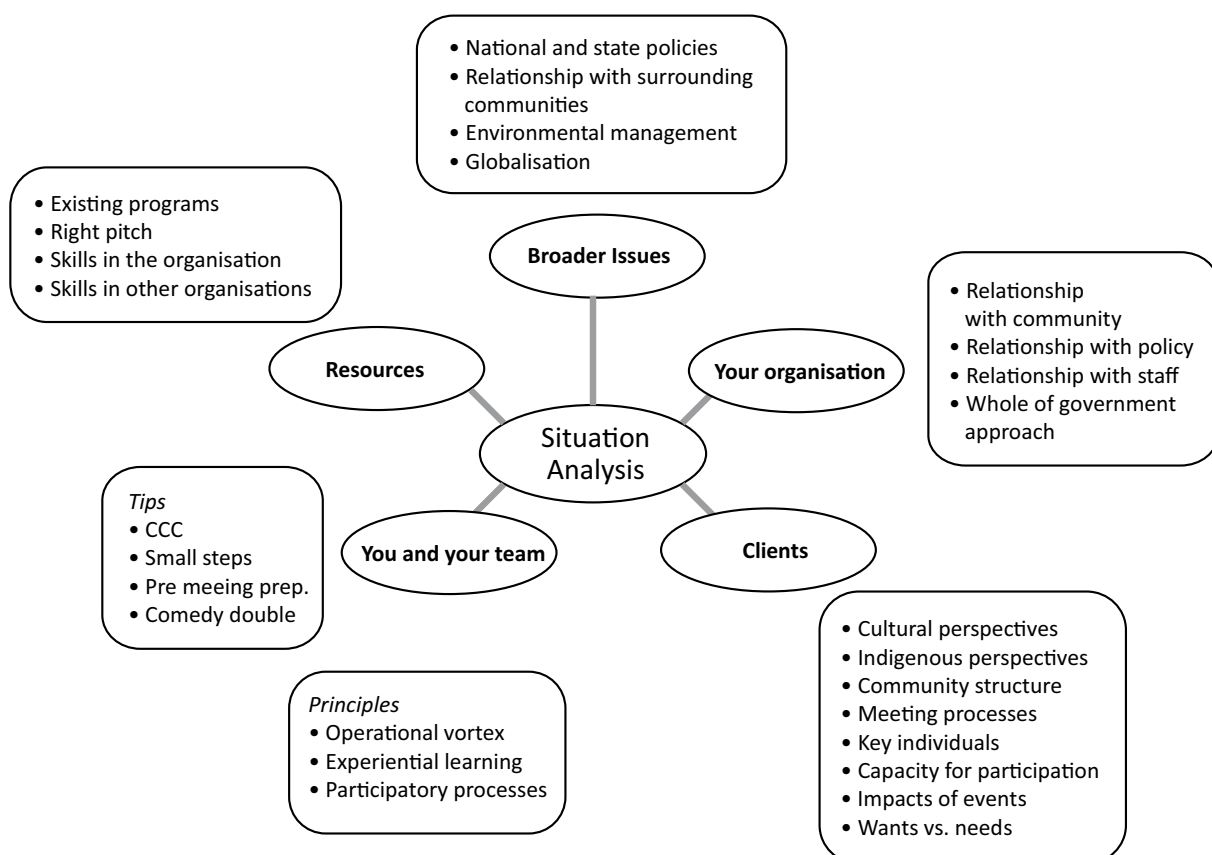 • National and state policies
• Relationship with surrounding
communities
• Environmental management
• Globalisation
• Existing programs
• Right pitch
• Skills in the organisation
• Skills in other organisations
Broader Issues
• Relationship
with community
• Relationship with policy
• Relationship with staff
• Whole of government
approach
Resources
Your organisation
Situation
Analysis
Tips
• CCC
• Small steps
• Pre meeing prep.
• Comedy double
You and your team
Clients
• Cultural perspectives
• Indigenous perspectives
• Community structure
• Meeting processes
• Key individuals
• Capacity for participation
• Impacts of events
• Wants vs. needs
Principles
• Operational vortex
• Experiential learning
• Participatory processes